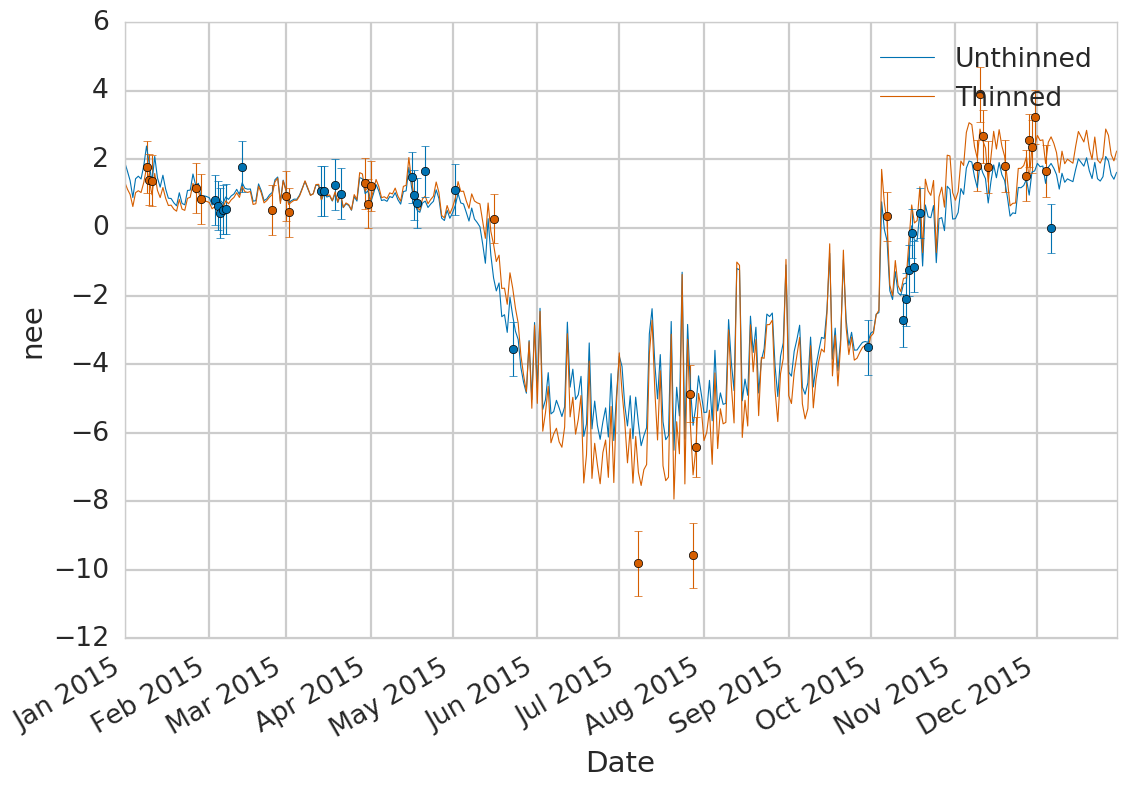 6
4
2
0
−2
−4
−6
−8
−10
−12
nee
Unthinned
Thinned
Jan 2015
Feb 2015
Mar 2015
Apr 2015
May 2015
Jun 2015
Jul 2015
Aug 2015
Sep 2015
Oct 2015
Nov 2015
Dec 2015
Date